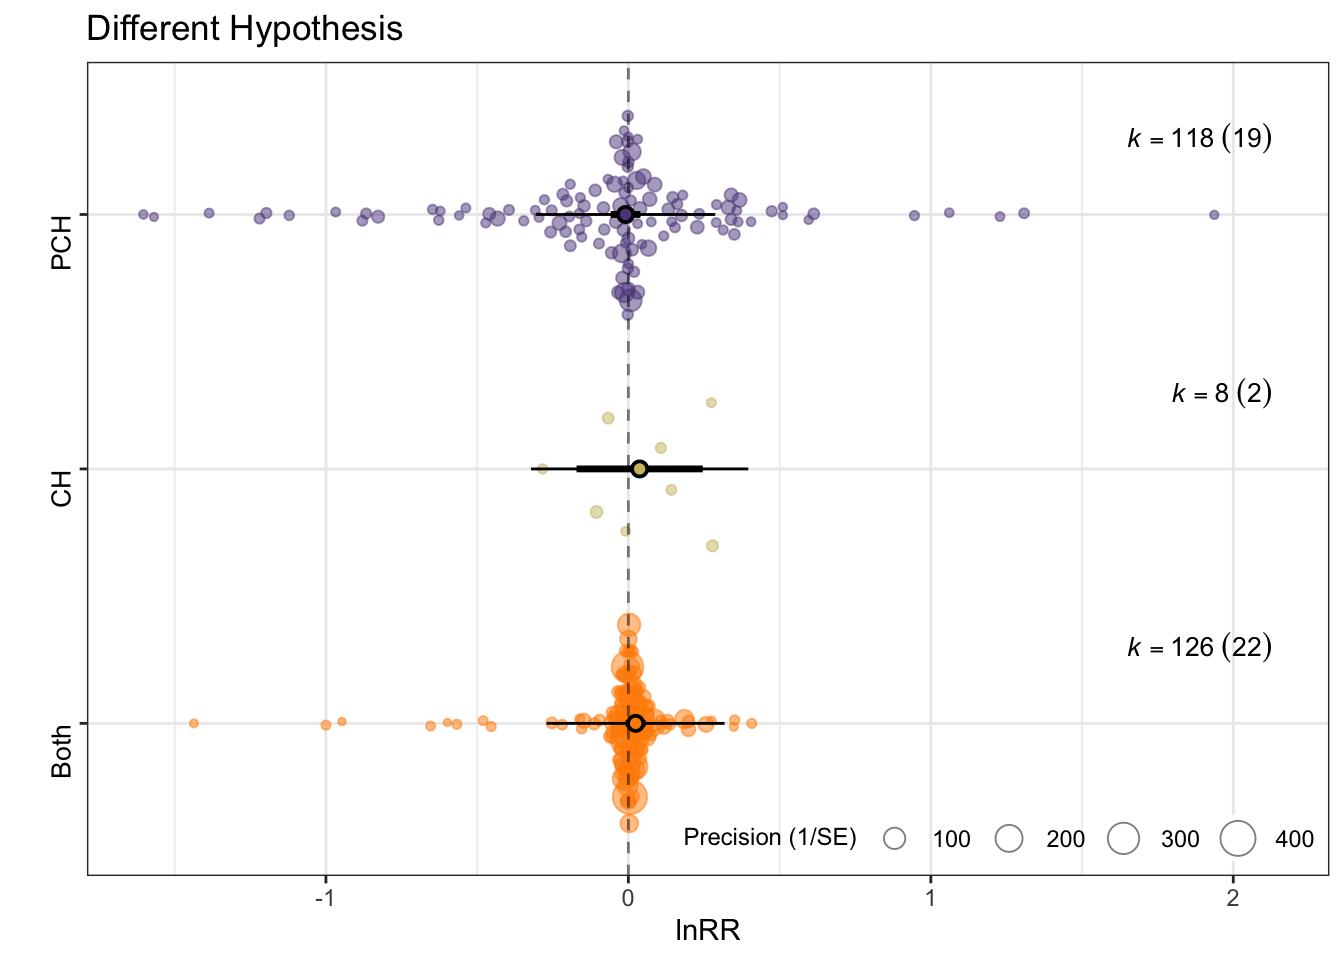 Different Hypothesis
PCH
k = 118 (19)
CH
k = 8 (2)
Both
k = 126 (22)
Precision (1/SE) 100 200 300 400
-1 0 1 2
lnRR